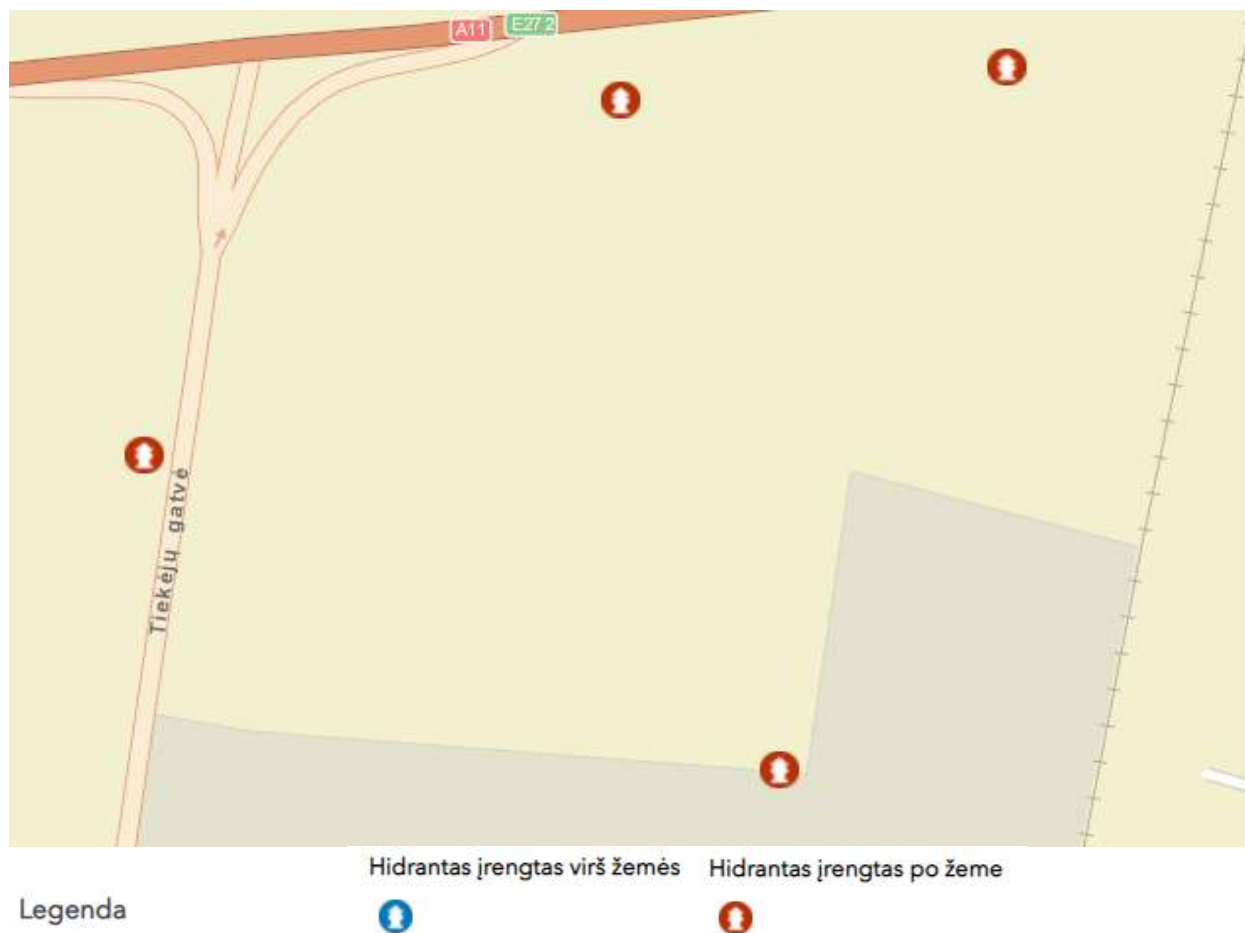 A11 E27 2
Tiekėjų gatvė
Hidrantas įrengtas virš žemės Hidrantas įrengtas po žeme
Legenda